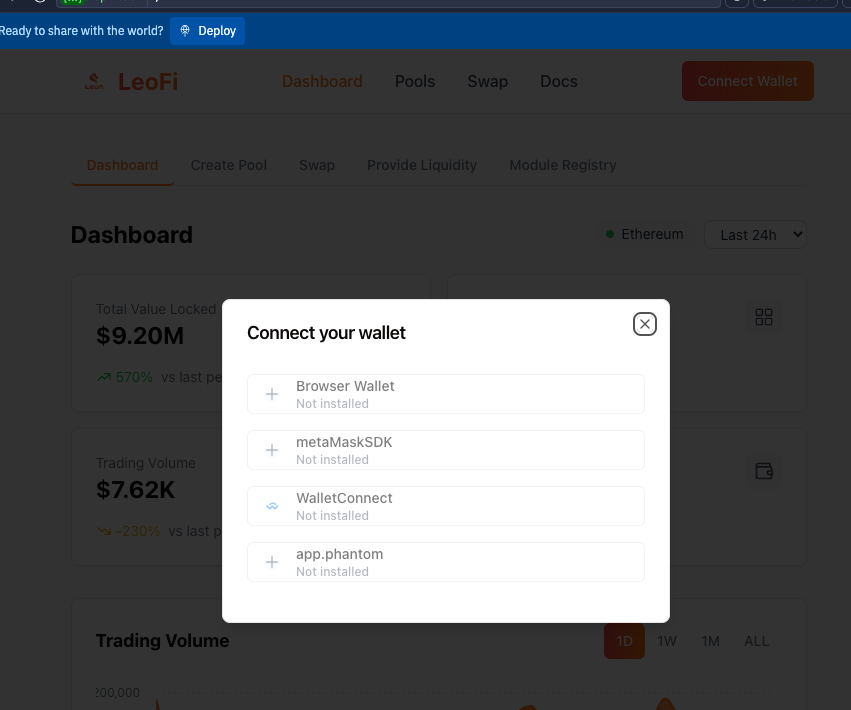 Ready to share with the world? Deploy
LeoFi Dashboard Pools Swap Docs Connect Wallet
Dashboard Create Pool Swap Provide Liquidity Module Registry
Dashboard
Ethereum Last 24h
Total Value Locked
$9.20M
570% vs last pe
Connect your wallet
Browser Wallet
Not installed
metaMaskSDK
Not installed
WalletConnect
Not installed
app.phantom
Not installed
Trading Volume
$7.62K
-230% vs last p
Trading Volume 1D 1W 1M ALL
200,000